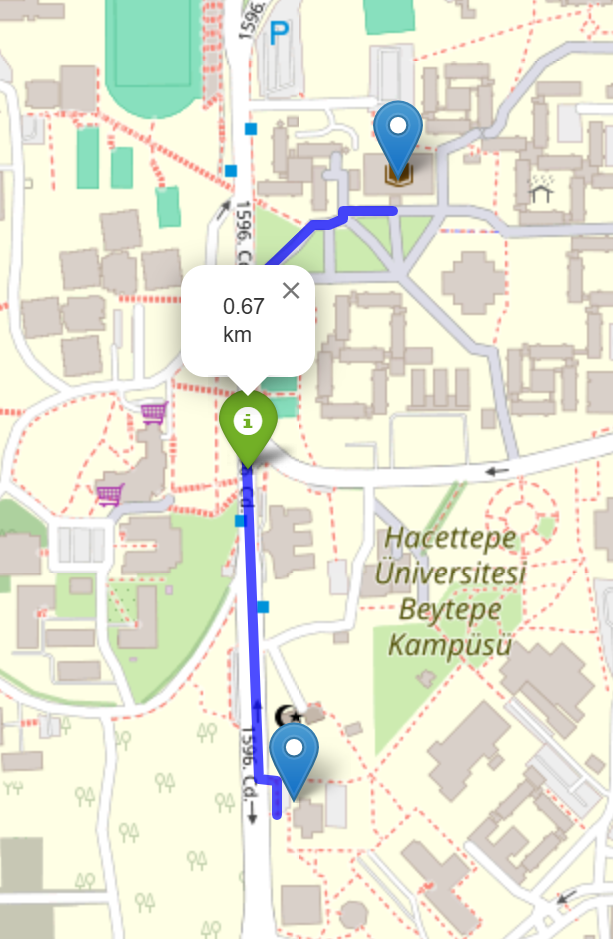 1596.
P
1596. Cd
0.67
km
Cd
Hacettepe
Üniversitesi
Beytepe
Kampüsü
1596. Cd.